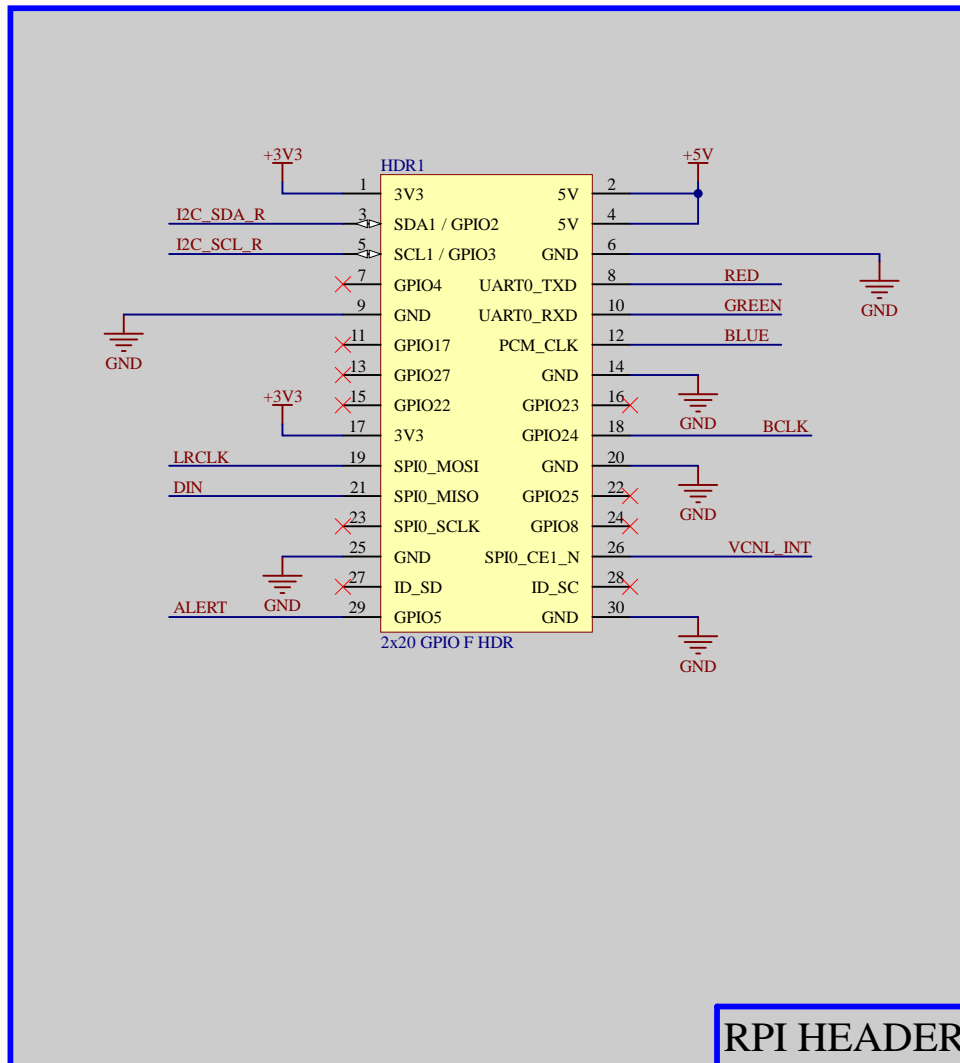 +3V3
HDR1
+5V
1 3V3 5V 2
I2C_SDA_R 3 SDA1 / GPIO2 5V 4
I2C_SCL_R 5 SCL1 / GPIO3 GND 6
7 GPIO4 UART0_TXD 8 RED
GND
9 GND UART0_RXD 10 GREEN
GND
11 GPIO17 PCM_CLK 12 BLUE
13 GPIO27 GND 14
+3V3
15 GPIO22 GPIO23 16
GND
17 3V3 GPIO24 18 BCLK
LRCLK 19 SPI0_MOSI GND 20
DIN 21 SPI0_MISO GPIO25 22
GND
23 SPI0_SCLK GPIO8 24
25 GND SPI0_CE1_N 26 VCNL_INT
27 ID_SD ID_SC 28
GND
ALERT 29 GPIO5 GND 30
2x20 GPIO F HDR
GND
RPI HEADER